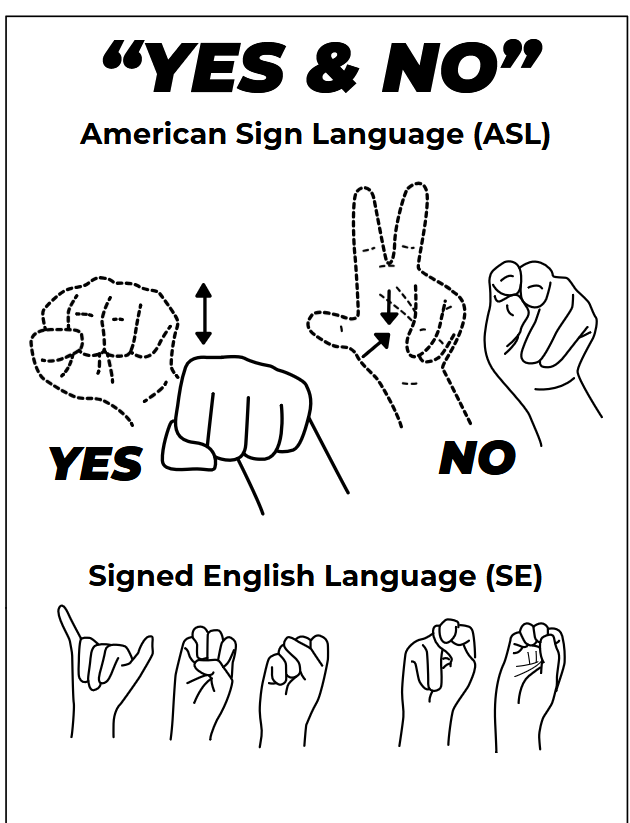 “YES & NO”
American Sign Language (ASL)
YES
NO
Signed English Language (SE)